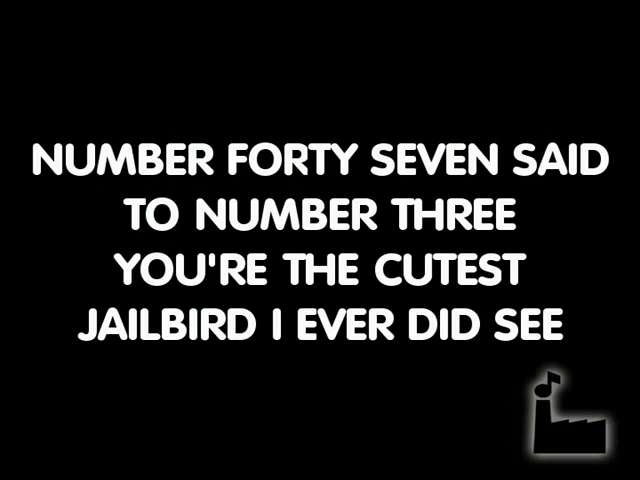 NUMBER FORTY SEVEN SAID
TO NUMBER THREE
YOU'RE THE CUTEST
JAILBIRD I EVER DID SEE